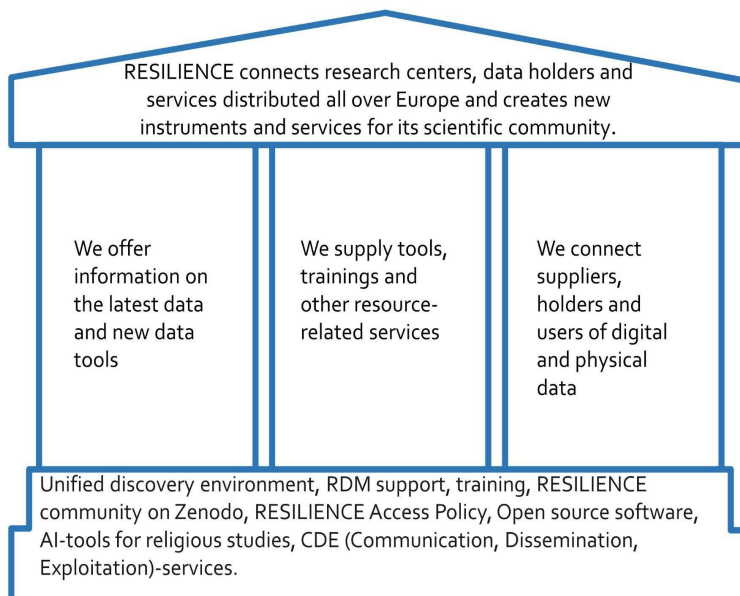 RESILIENCE connects research centers, data holders and
services distributed all over Europe and creates new
instruments and services for its scientific community.
We offer
information on
the latest data
and new data
tools
We supply tools,
trainings and
other resource-
related services
We connect
suppliers,
holders and
users of digital
and physical
data
Unified discovery environment, RDM support, training, RESILIENCE
community on Zenodo, RESILIENCE Access Policy, Open source software,
AI-tools for religious studies, CDE (Communication, Dissemination,
Exploitation)-services.